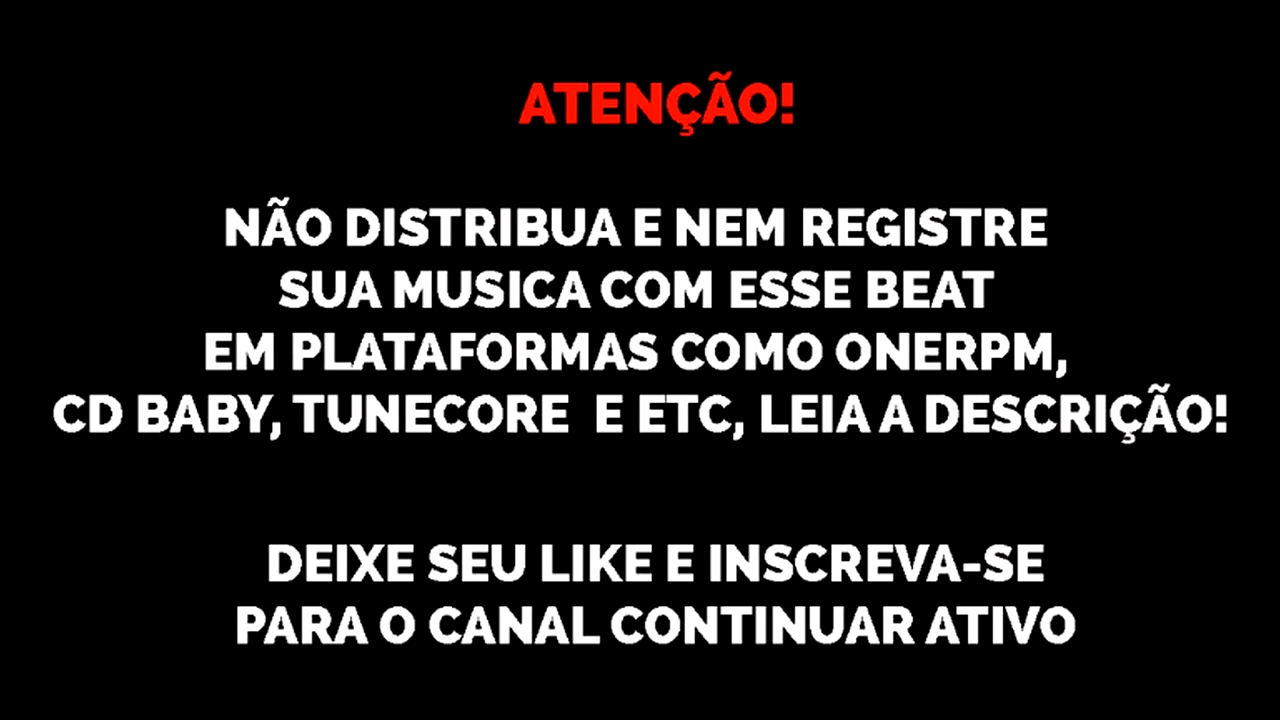 ATENÇÃO!
NÃO DISTRIBUA E NEM REGISTRE
SUA MUSICA COM ESSE BEAT
EM PLATAFORMAS COMO ONERPM,
CD BABY, TUNECORE E ETC, LEIA A DESCRIÇÃO!
DEIXE SEU LIKE E INSCREVA-SE
PARA O CANAL CONTINUAR ATIVO